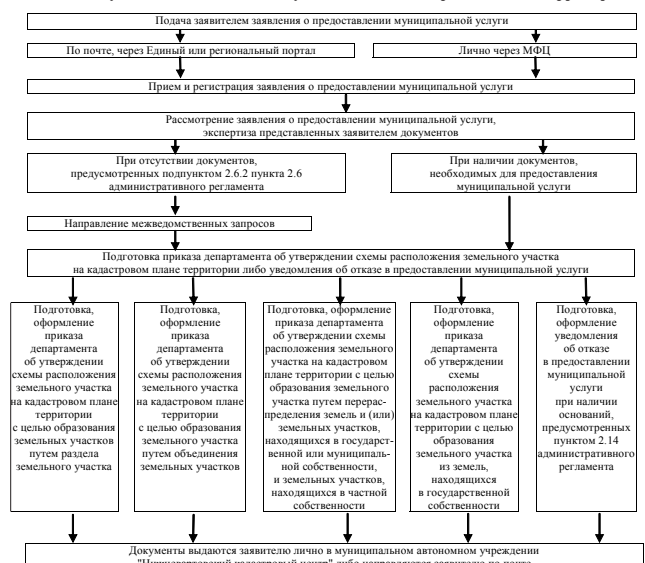 Подача заявителем заявления о предоставлении муниципальной услуги
По почте, через Единый или региональный портал
Лично через МФЦ
Прием и регистрация заявления о предоставлении муниципальной услуги
Рассмотрение заявления о предоставлении муниципальной услуги,
экспертиза представленных заявителем документов
При отсутствии документов,
предусмотренных подпунктом 2.6.2 пункта 2.6
административного регламента
При наличии документов,
необходимых для предоставления
муниципальной услуги
Направление межведомственных запросов
Подготовка приказа департамента об утверждении схемы расположения земельного участка
на кадастровом плане территории либо уведомления об отказе в предоставлении муниципальной услуги
Подготовка,
оформление
приказа
департамента
об утверждении
схемы расположения
земельного участка
на кадастровом плане
территории
с целью образования
земельных участков
путем раздела
земельного участка
Подготовка,
оформление
приказа
департамента
об утверждении
схемы расположения
земельного участка
на кадастровом плане
территории
с целью образования
земельного участка
путем объединения
земельных участков
Подготовка, оформление
приказа департамента
об утверждении схемы
расположения земельного
участка на кадастровом
плане территории с целью
образования земельного
участка путем перерас-
пределения земель и (или)
земельных участков,
находящихся в государст-
венной или муниципаль-
ной собственности,
и земельных участков,
находящихся в частной
собственности
Подготовка,
оформление
приказа
департамента
об утверждении
схемы
расположения
земельного участка
на кадастровом плане
территории с целью
образования
земельного участка
из земель,
находящихся
в государственной
собственности
Подготовка,
оформление
уведомления
об отказе
в предоставлении
муниципальной
услуги
при наличии
оснований,
предусмотренных
пунктом 2.14
административного
регламента
Документы выдаются заявителю лично в муниципальном автономном учреждении
"Нижневартовский кадастровый центр" либо направляются заявителю по почте